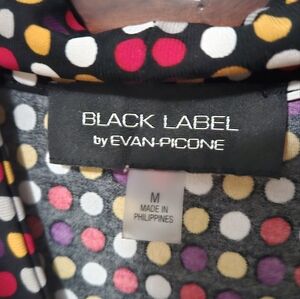 BLACK LABEL
by EVAN-PICONE
M
MADE IN
PHILIPPINES